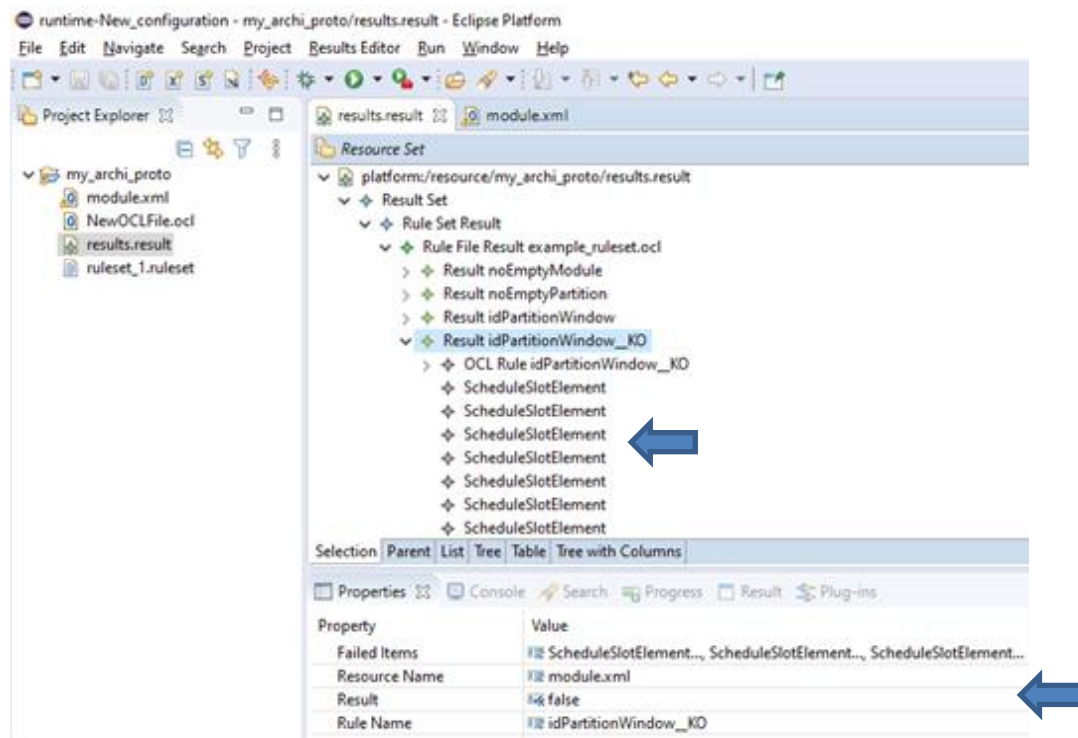 runtime-New_configuration - my_archi_proto/results.result - Eclipse Platform
File Edit Navigate Search Project Results Editor Run Window Help
Project Explorer
results.result
module.xml
Resource Set
my_archi_proto
module.xml
NewOCLFile.ocl
results.result
ruleset_1.ruleset
platform:/resource/my_archi_proto/results.result
Result Set
Rule Set Result
Rule File Result example_ruleset.ocl
Result noEmptyModule
Result noEmptyPartition
Result idPartitionWindow
Result idPartitionWindow__KO
OCL Rule idPartitionWindow__KO
ScheduleSlotElement
ScheduleSlotElement
ScheduleSlotElement
ScheduleSlotElement
ScheduleSlotElement
ScheduleSlotElement
ScheduleSlotElement
Selection Parent List Tree Table Tree with Columns
Properties Console Search Progress Result Plug-ins
Property Value
Failed Items ScheduleSlotElement..., ScheduleSlotElement..., ScheduleSlotElement...
Resource Name module.xml
Result false
Rule Name idPartitionWindow__KO